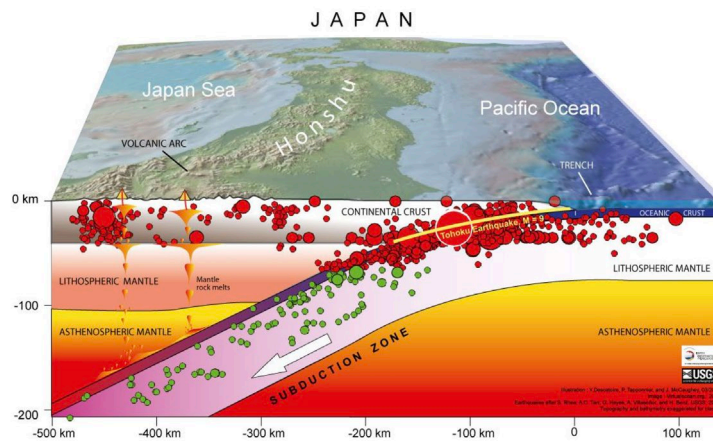 JAPAN
Japan Sea
Honshu
Pacific Ocean
VOLCANIC ARC
TRENCH
0 km
CONTINENTAL CRUST
OCEANIC CRUST
Tohoku Earthquake, M = 9
LITHOSPHERIC MANTLE
Mantle
rock melts
LITHOSPHERIC MANTLE
-100
ASTHENOSPHERIC MANTLE
ASTHENOSPHERIC MANTLE
SUBDUCTION ZONE
USGS
-200
-500 km
-400 km
-300 km
-200 km
-100 km
0 km
100 km